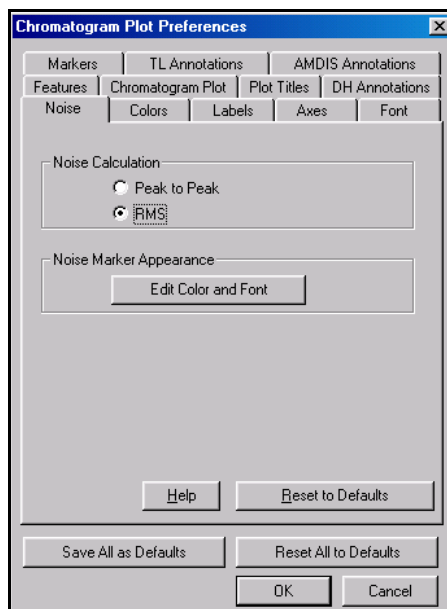 Chromatogram Plot Preferences
Markers TL Annotations AMDIS Annotations
Features Chromatogram Plot Plot Titles DH Annotations
Noise Colors Labels Axes Font
Noise Calculation
Peak to Peak
RMS
Noise Marker Appearance
Edit Color and Font
Help Reset to Defaults
Save All as Defaults Reset All to Defaults
OK Cancel